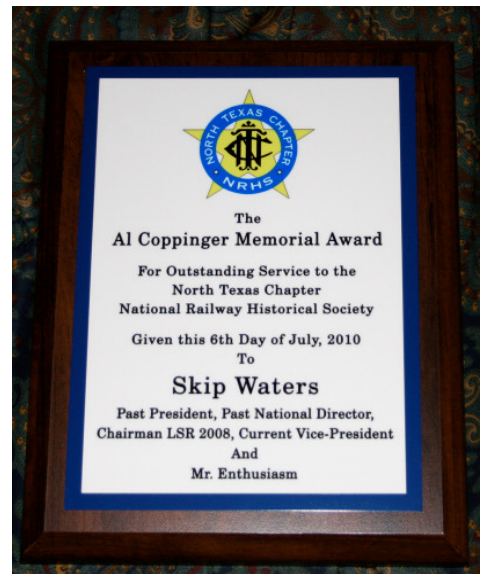 NORTH TEXAS CHAPTER
NRHS
The
Al Coppinger Memorial Award
For Outstanding Service to the
North Texas Chapter
National Railway Historical Society
Given this 6th Day of July, 2010
To
Skip Waters
Past President, Past National Director,
Chairman LSR 2008, Current Vice-President
And
Mr. Enthusiasm